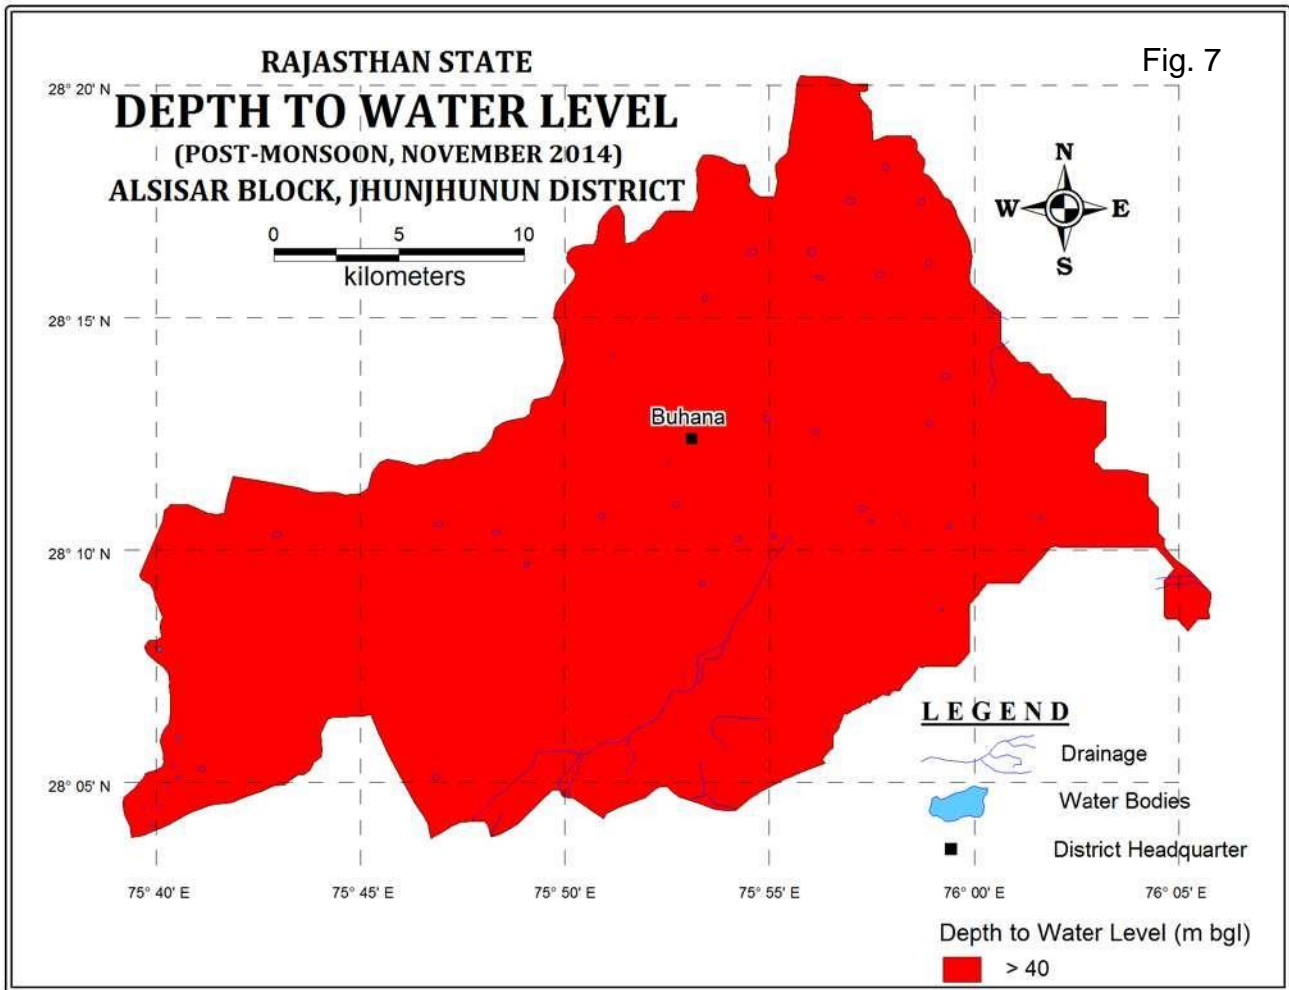 Fig. 7
RAJASTHAN STATE
DEPTH TO WATER LEVEL
(POST-MONSOON, NOVEMBER 2014)
ALSISAR BLOCK, JHUNJHUNUN DISTRICT
0 5 10
kilometers
N
W E
S
28° 20' N
28° 15' N
Buhana
28° 10' N
28° 05' N
LEGEND
Drainage
Water Bodies
District Headquarter
75° 40' E 75° 45' E 75° 50' E 75° 55' E 76° 00' E 76° 05' E
Depth to Water Level (m bgl)
> 40